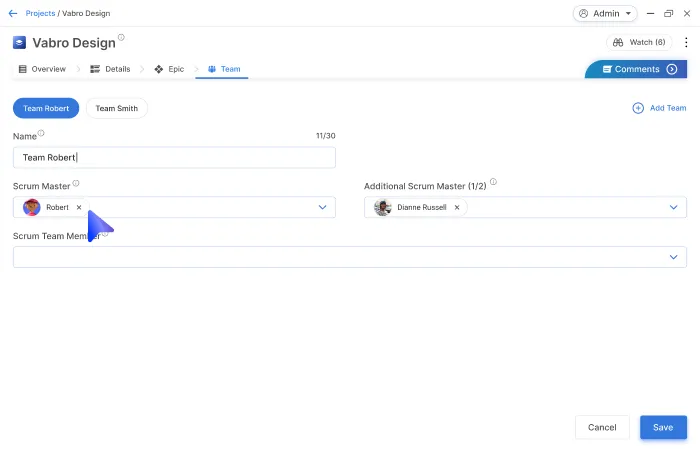 Projects / Vabro Design
Admin
Vabro Design
Watch (6)
Overview
Details
Epic
Team
Comments
Team Robert
Team Smith
Add Team
Name
11/30
Team Robert
Scrum Master
Additional Scrum Master (1/2)
Robert
Dianne Russell
Scrum Team Member
Cancel
Save